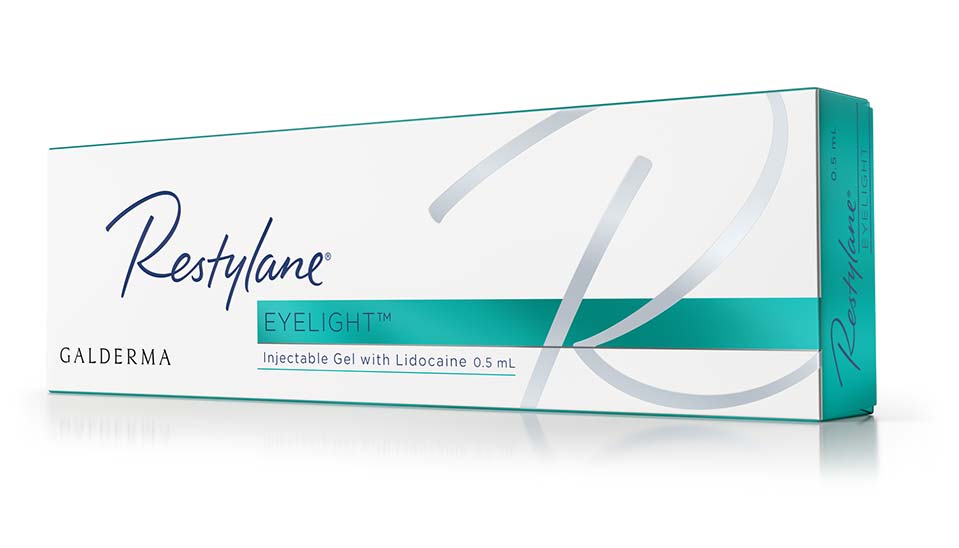 Restylane®
EYELIGHT™
Injectable Gel with Lidocaine 0.5 mL
GALDERMA
Restylane®
EYELIGHT
0.5 mL